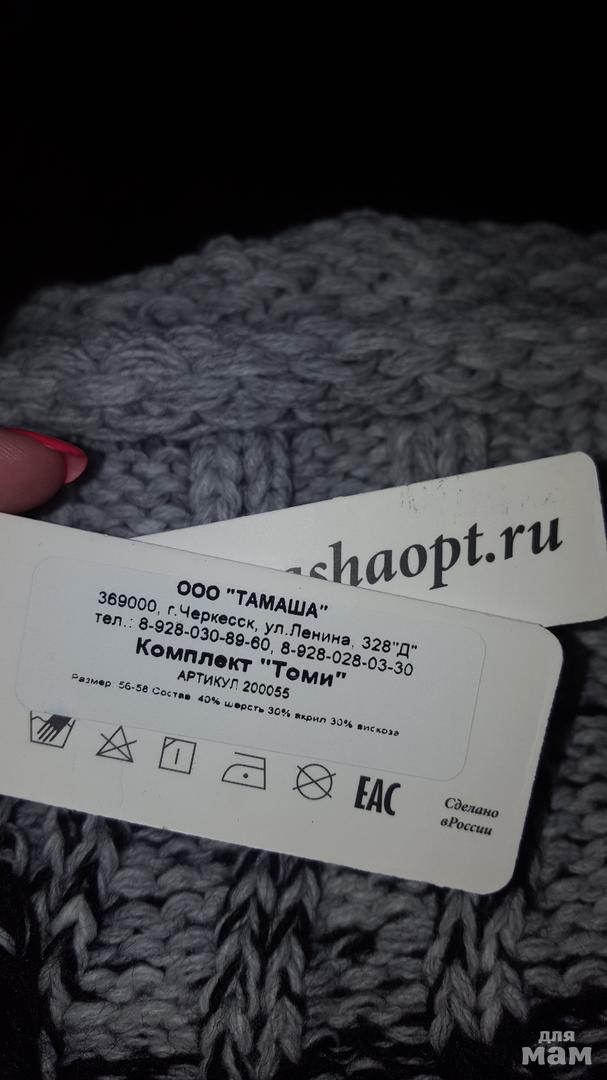 shaopt.ru
ООО "ТАМАША"
369000, г.Черкесск, ул.Ленина, 328"Д"
тел.: 8-928-030-89-60, 8-928-028-03-30
Комплект "Томи"
АРТИКУЛ 200055
Размер: 56-58 Состав 40% шерсть 30% акрил 30% вискоза
EAC
Сделано
вРоссии
для
мам